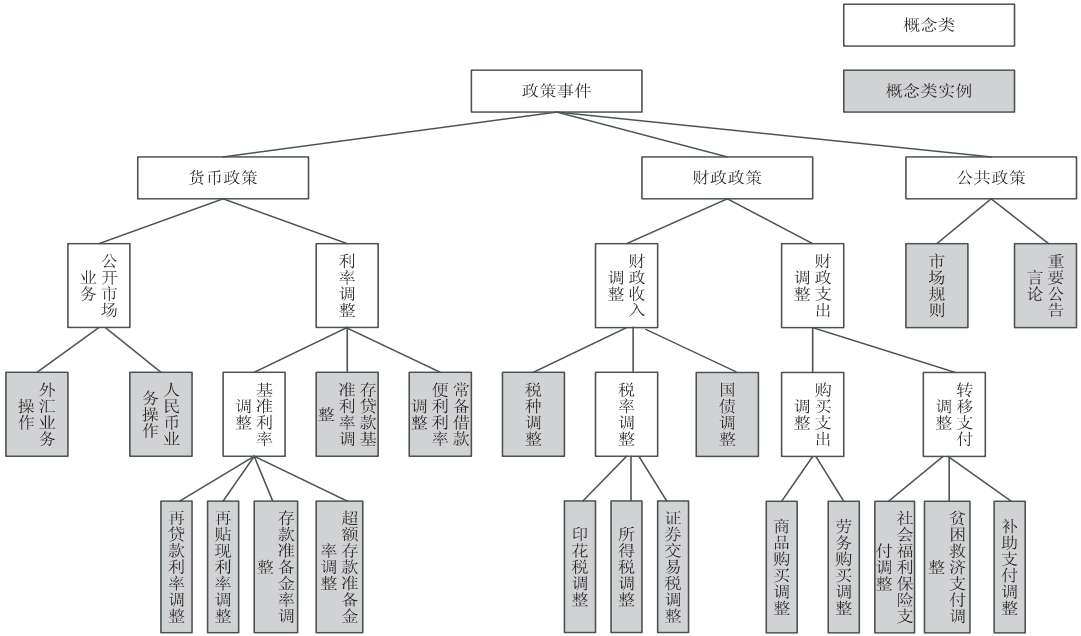 概念类
政策事件
概念类实例
货币政策
财政政策
公共政策
公开市场
业务
利率调整
财政收入
调整
财政支出
调整
市场规则
重要公告
言论
外汇业务
操作
人民币业
务操作
基准利率
调整
存贷款基
准利率调
整
常备借款
便利利率
调整
税种调整
税率调整
国债调整
购买支出
调整
转移支付
调整
再贷款利率调整
再贴现利率调整
存款准备金率调
整
超额存款准备金
率调整
印花税调整
所得税调整
证券交易税调整
商品购买调整
劳务购买调整
社会福利保险支
付调整
贫困救济支付调
整
补助支付调整